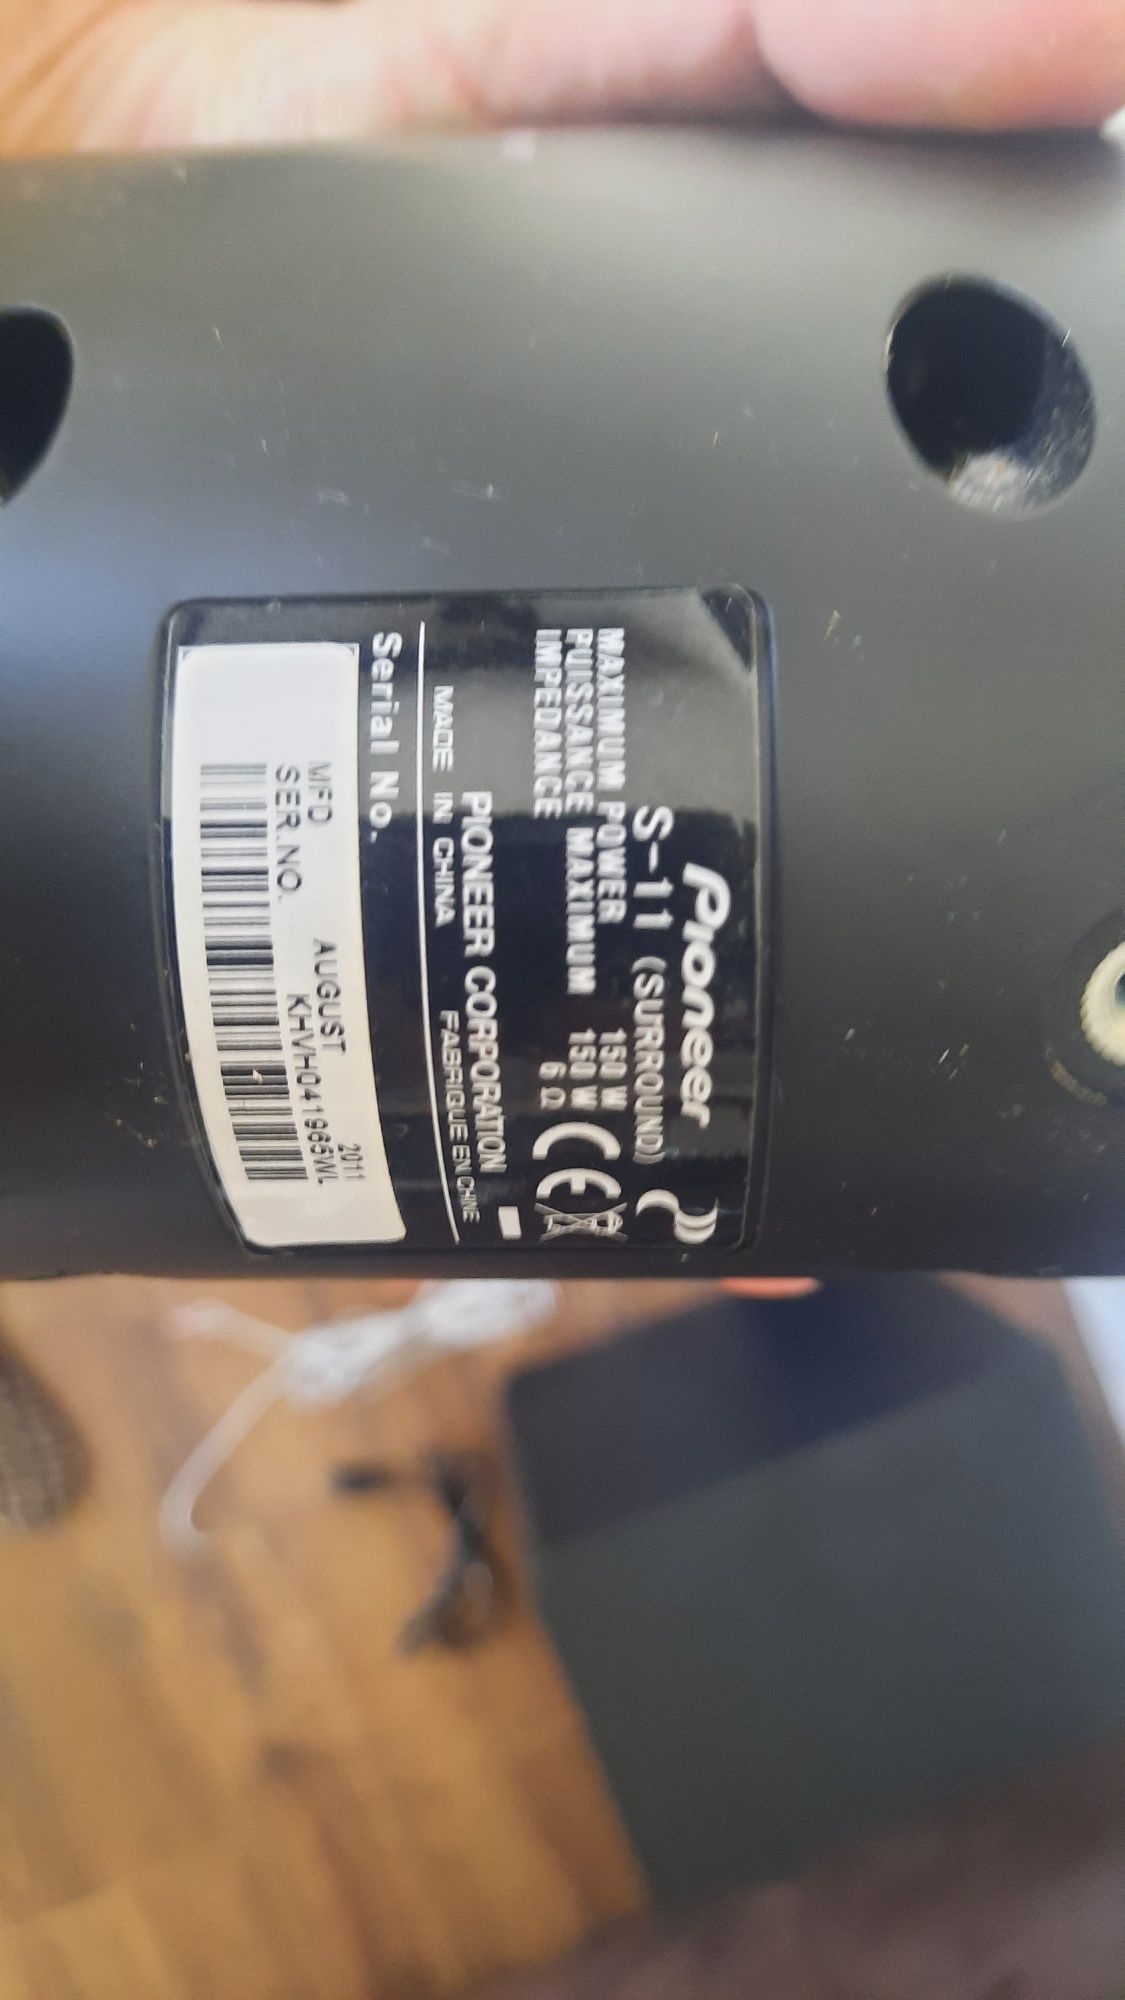 Pioneer
S-11 (SURROUND)
MAXIMUM POWER 150 W
PUISSANCE MAXIMUM 150 W
IMPEDANCE 6 Ω
CE
PIONEER CORPORATION
MADE IN CHINA FABRIQUE EN CHINE
Serial No.
MFD AUGUST 2011
SER.NO. KHVH041966WL